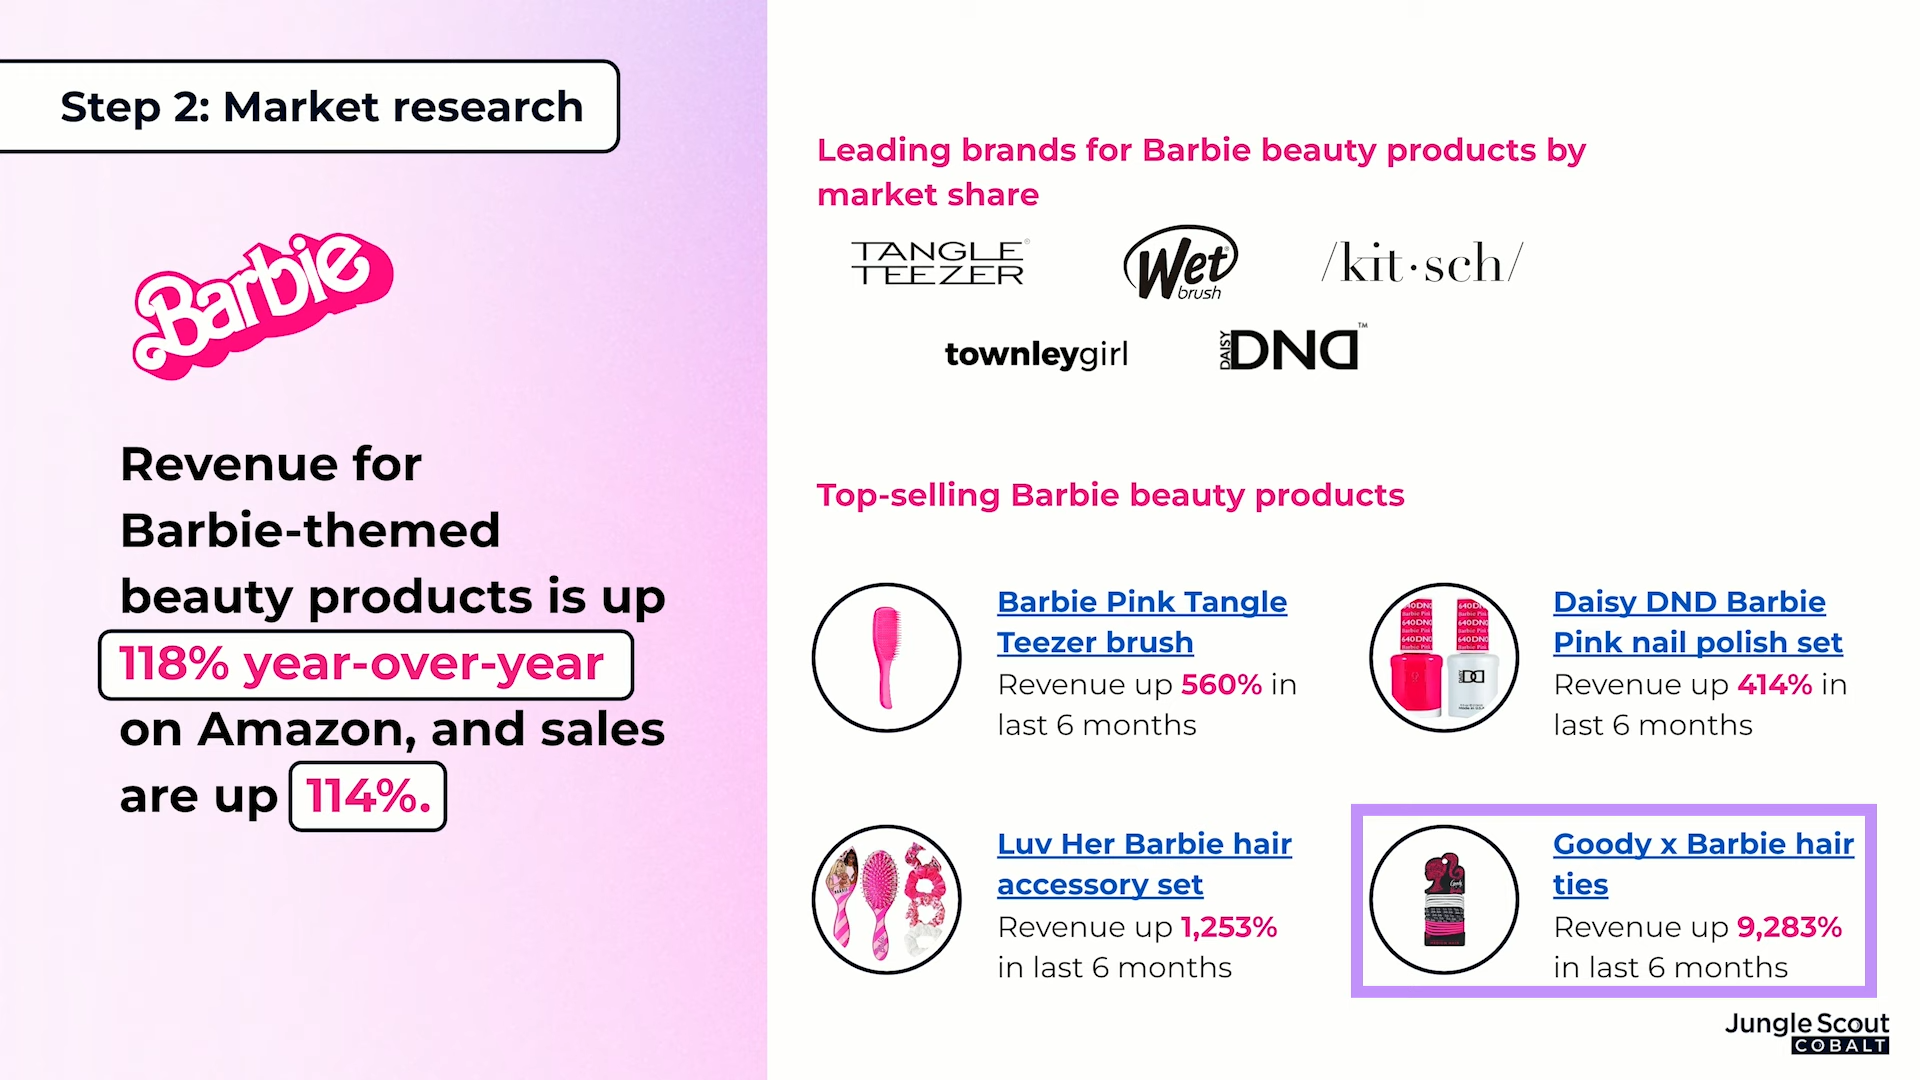 Step 2: Market research
Barbie
Revenue for
Barbie-themed
beauty products is up
118% year-over-year
on Amazon, and sales
are up 114%.
Leading brands for Barbie beauty products by
market share
TANGLE
TEEZER®
Wet
brush
/kit·sch/
townleygirl
DAISY
DND™
Top-selling Barbie beauty products
Barbie Pink Tangle
Teezer brush
Revenue up 560% in
last 6 months
Daisy DND Barbie
Pink nail polish set
Revenue up 414% in
last 6 months
Luv Her Barbie hair
accessory set
Revenue up 1,253%
in last 6 months
Goody x Barbie hair
ties
Revenue up 9,283%
in last 6 months
Jungle Scout
COBALT